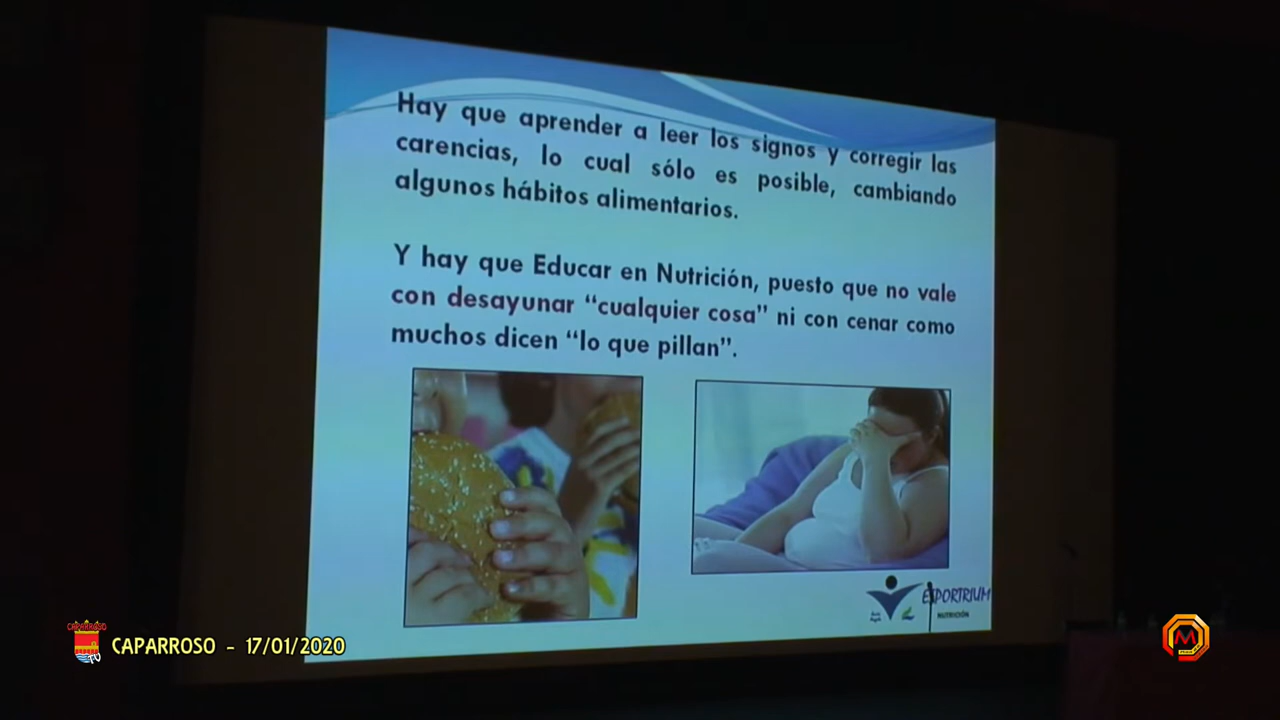 Hay que aprender a leer los signos y corregir las
carencias, lo cual sólo es posible, cambiando
algunos hábitos alimentarios.
Y hay que Educar en Nutrición, puesto que no vale
con desayunar “cualquier cosa” ni con cenar como
muchos dicen “lo que pillan”.
ESPORTRIUM
NUTRICIÓN
CAPARROSO
TV
CAPARROSO - 17/01/2020
M